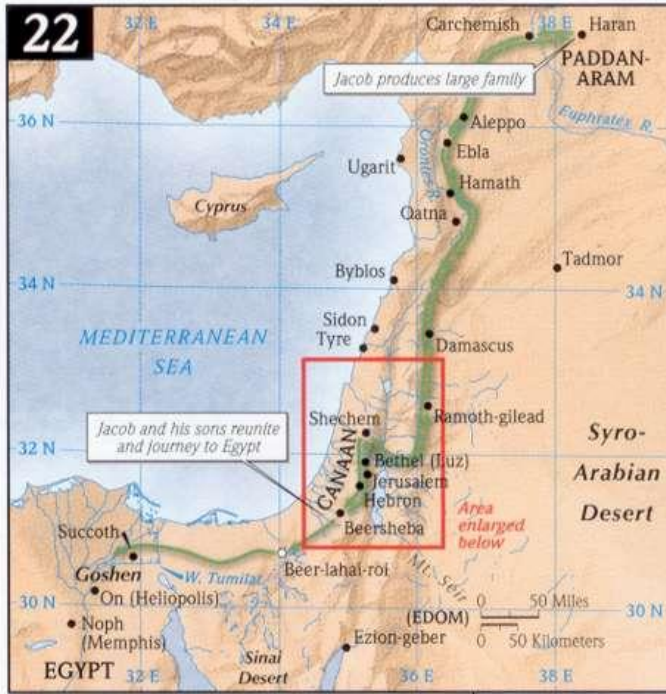 22
32 E
34 E
36 E
Carchemish
38 E
Haran
PADDAN-
ARAM
Jacob produces large family
Euphrates R.
36 N
Aleppo
Ebla
Orontes R.
Ugarit
Hamath
Cyprus
Qatna
Tadmor
Byblos
34 N
34 N
Sidon
Tyre
MEDITERRANEAN
SEA
Damascus
Jacob and his sons reunite
and journey to Egypt
Shechem
Ramoth-gilead
CANAAN
32 N
32 N
Bethel (Luz)
Jerusalem
Hebron
Beersheba
Syro-
Arabian
Desert
Area
enlarged
below
Succoth
Goshen
W. Tumilat
Beer-lahai-roi
Mt. Seir
On (Heliopolis)
30 N
30 N
(EDOM)
0 50 Miles
0 50 Kilometers
Noph
(Memphis)
Ezion-geber
Sinai
Desert
EGYPT
32 E
36 E
38 E